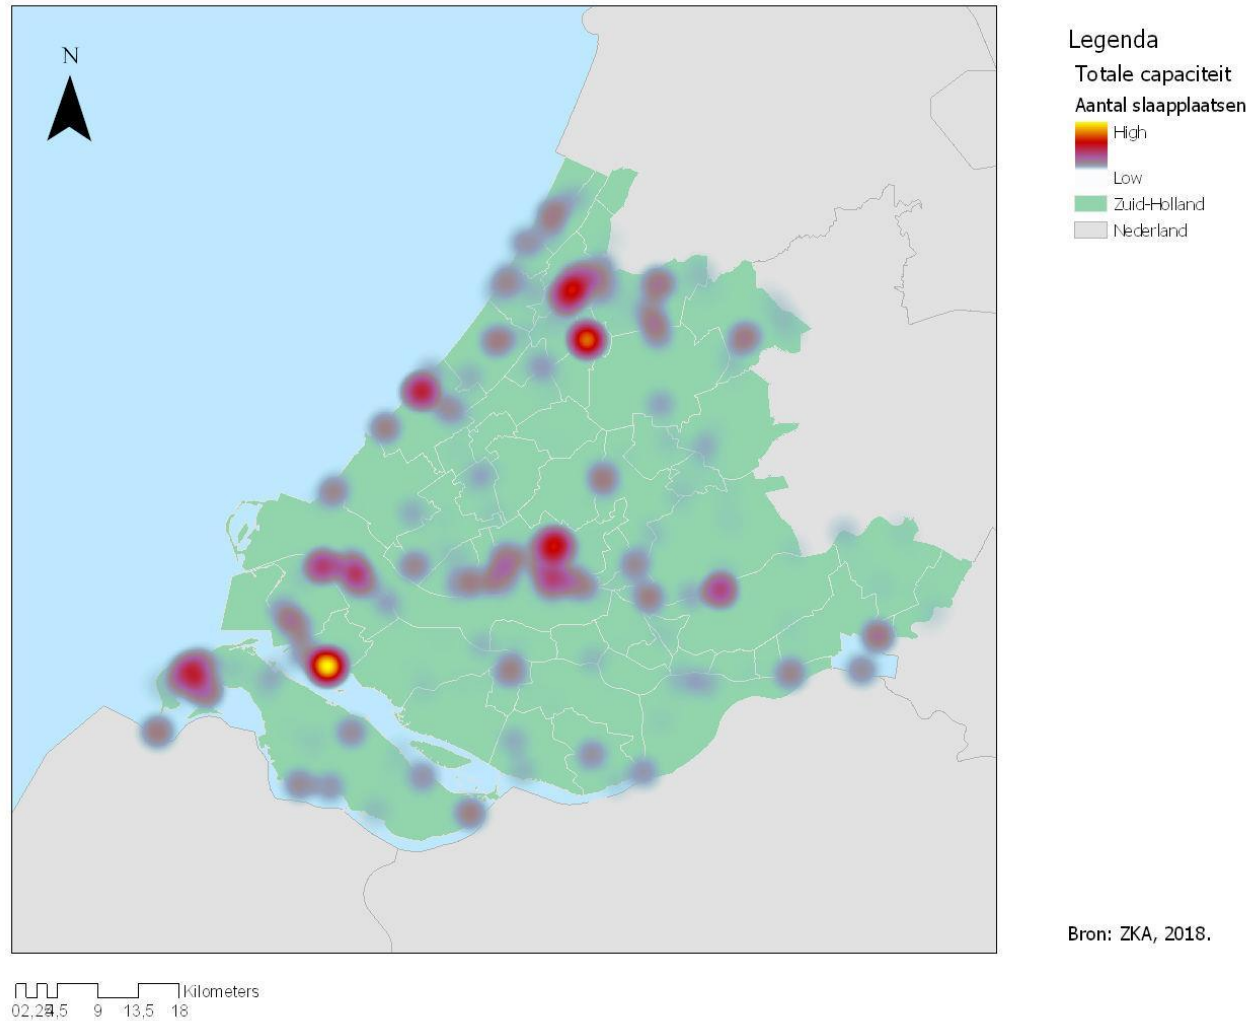 N
Legenda
Totale capaciteit
Aantal slaapplaatsen
High
Low
Zuid-Holland
Nederland
Bron: ZKA, 2018.
Kilometers
9 13,5 18